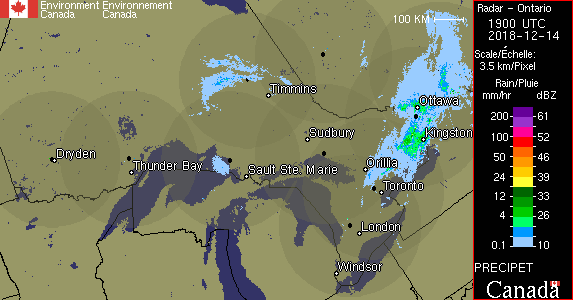 Environment Environnement
Canada Canada
100 KM
Timmins
Ottawa
Sudbury
Kingston
Dryden
Thunder Bay
Sault Ste. Marie
Orillia
Toronto
London
Windsor
Radar - Ontario
1900 UTC
2018-12-14
Scale/Échelle:
3.5 km/Pixel
Rain/Pluie
mm/hr dBZ
200 61
100 52
50 46
24 39
12 34
4 26
0.1 10
PRECIPET
Canada